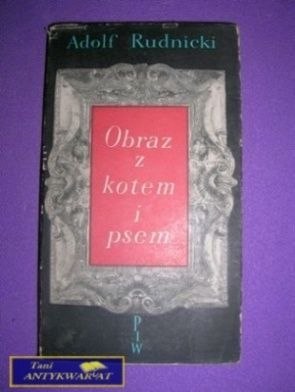 Adolf Rudnicki
Obraz
z
kotem
i
psem
PIW
Tani
ANTYKWARIAT